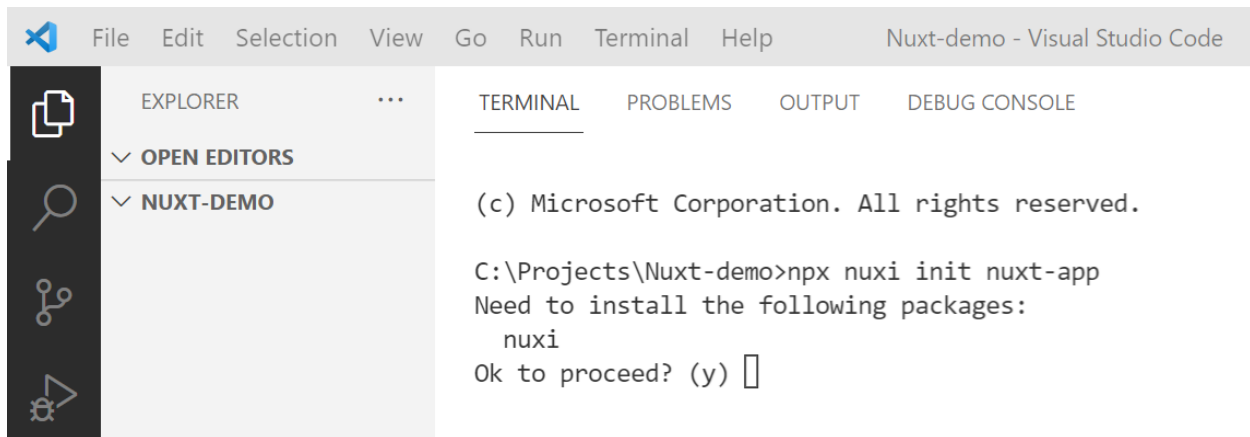 File Edit Selection View Go Run Terminal Help Nuxt-demo - Visual Studio Code
EXPLORER ···
OPEN EDITORS
NUXT-DEMO
TERMINAL PROBLEMS OUTPUT DEBUG CONSOLE
(c) Microsoft Corporation. All rights reserved.
C:\Projects\Nuxt-demo>npx nuxi init nuxt-app
Need to install the following packages:
nuxi
Ok to proceed? (y)